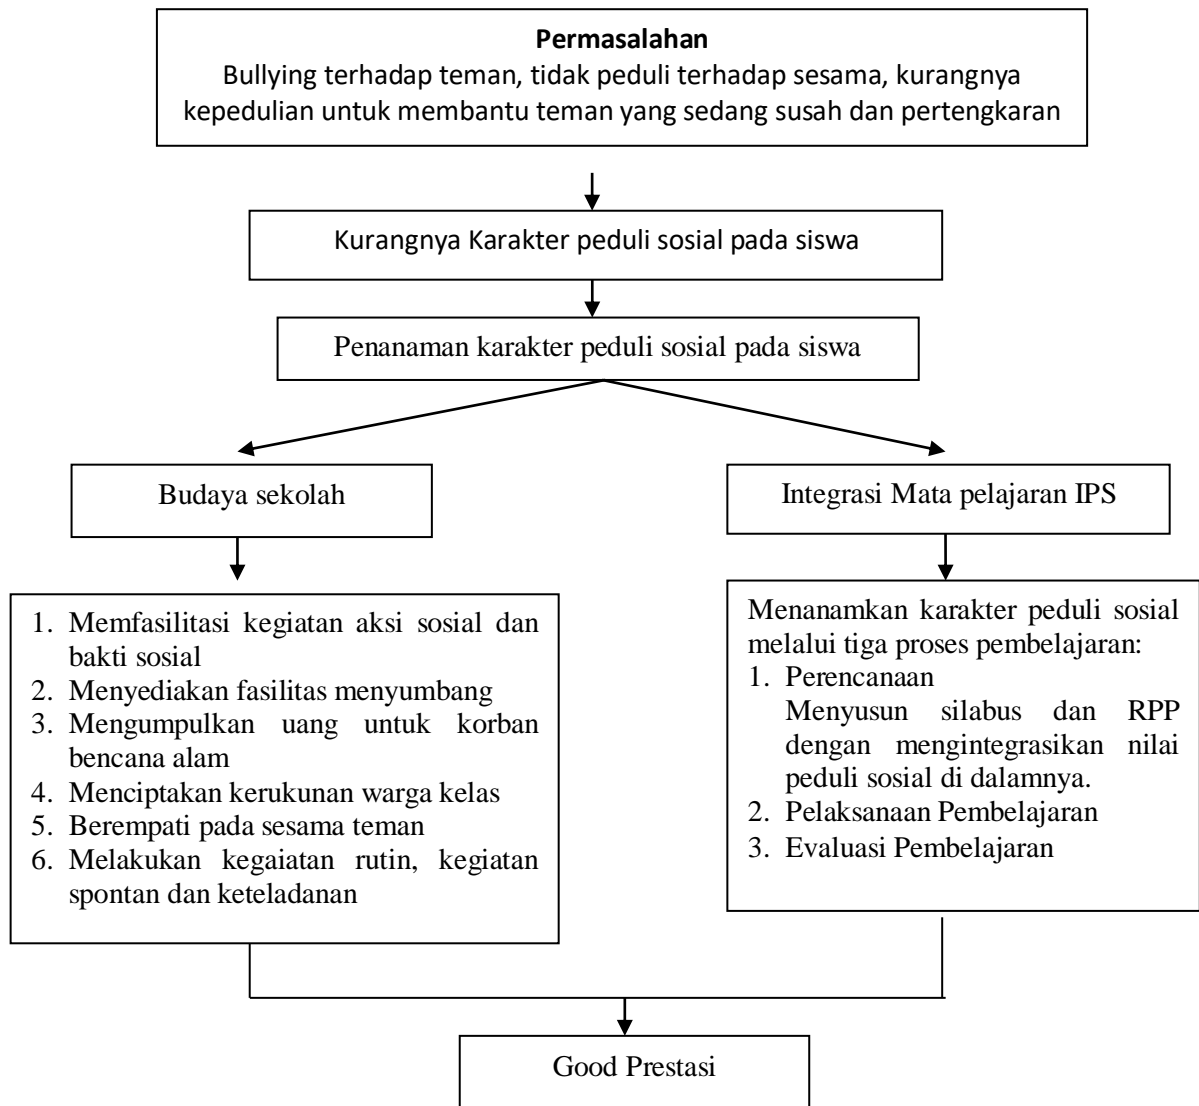 Permasalahan
Bullying terhadap teman, tidak peduli terhadap sesama, kurangnya
kepedulian untuk membantu teman yang sedang susah dan pertengkaran
Kurangnya Karakter peduli sosial pada siswa
Penanaman karakter peduli sosial pada siswa
Budaya sekolah
Integrasi Mata pelajaran IPS
1. Memfasilitasi kegiatan aksi sosial dan
bakti sosial
2. Menyediakan fasilitas menyumbang
3. Mengumpulkan uang untuk korban
bencana alam
4. Menciptakan kerukunan warga kelas
5. Berempati pada sesama teman
6. Melakukan kegaiatan rutin, kegiatan
spontan dan keteladanan
Menanamkan karakter peduli sosial
melalui tiga proses pembelajaran:
1. Perencanaan
Menyusun silabus dan RPP
dengan mengintegrasikan nilai
peduli sosial di dalamnya.
2. Pelaksanaan Pembelajaran
3. Evaluasi Pembelajaran
Good Prestasi